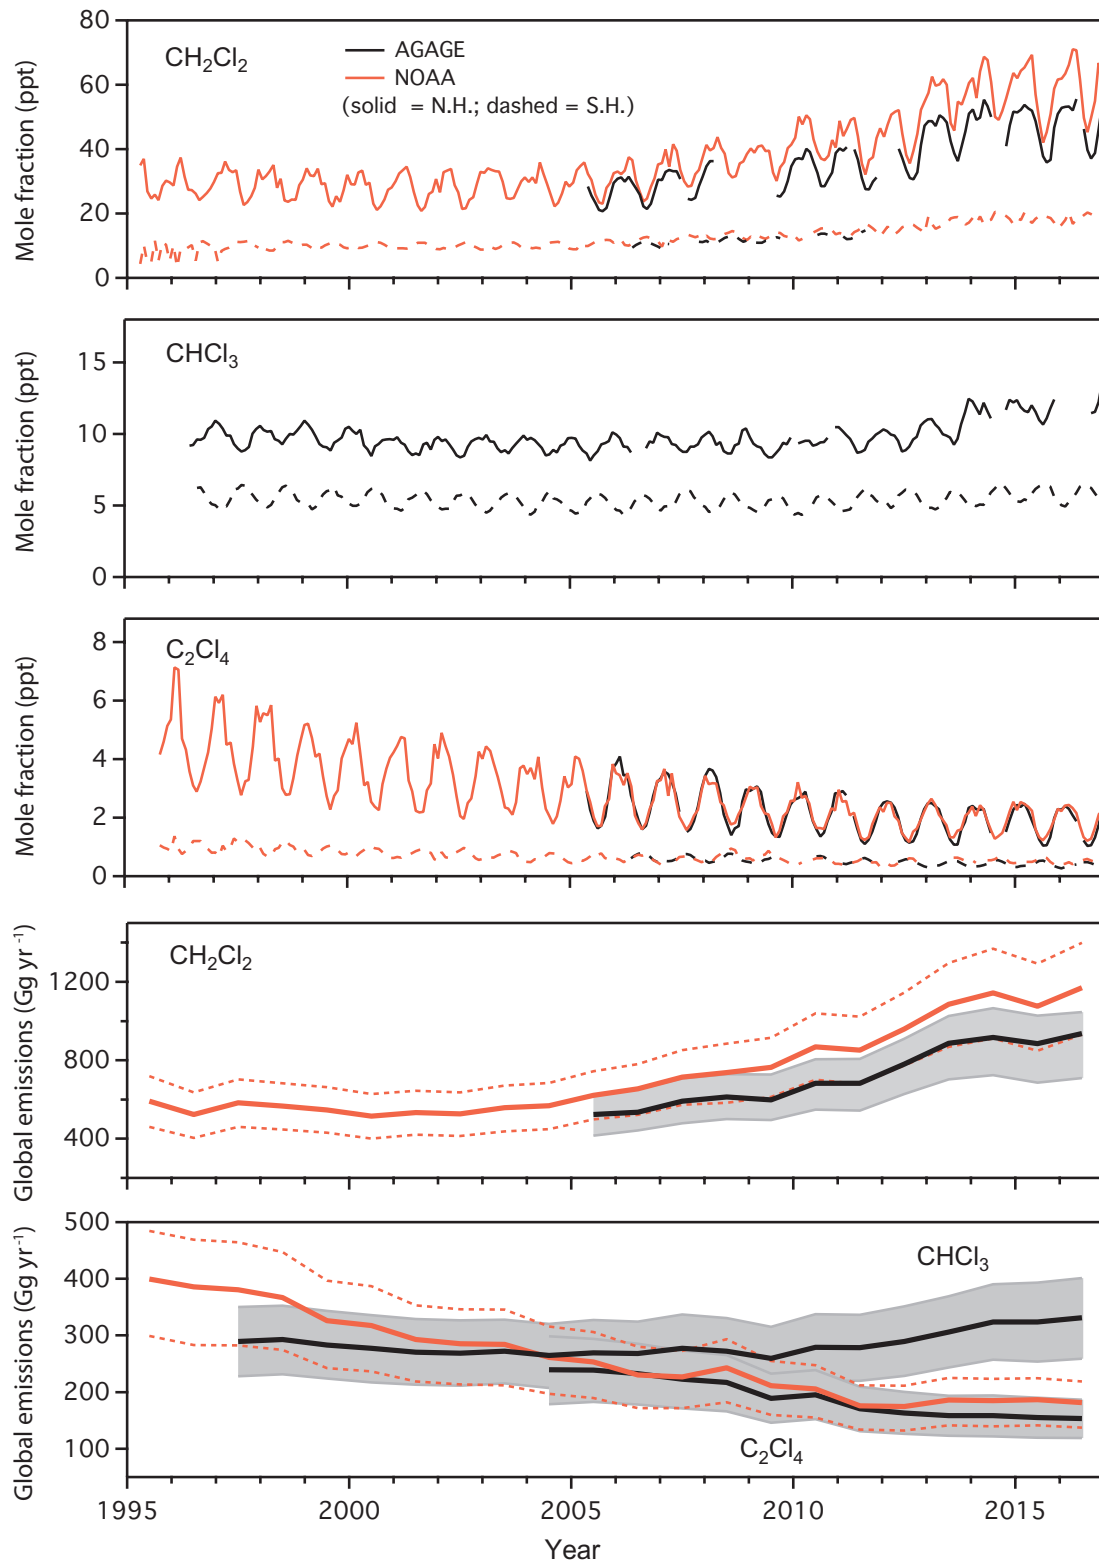 80
60
40
20
0
Mole fraction (ppt)
CH₂Cl₂
AGAGE
NOAA
(solid = N.H.; dashed = S.H.)
15
10
5
0
Mole fraction (ppt)
CHCl₃
8
6
4
2
0
Mole fraction (ppt)
C₂Cl₄
1200
800
400
Global emissions (Gg yr⁻¹)
CH₂Cl₂
500
400
300
200
100
Global emissions (Gg yr⁻¹)
CHCl₃
C₂Cl₄
1995 2000 2005 2010 2015
Year